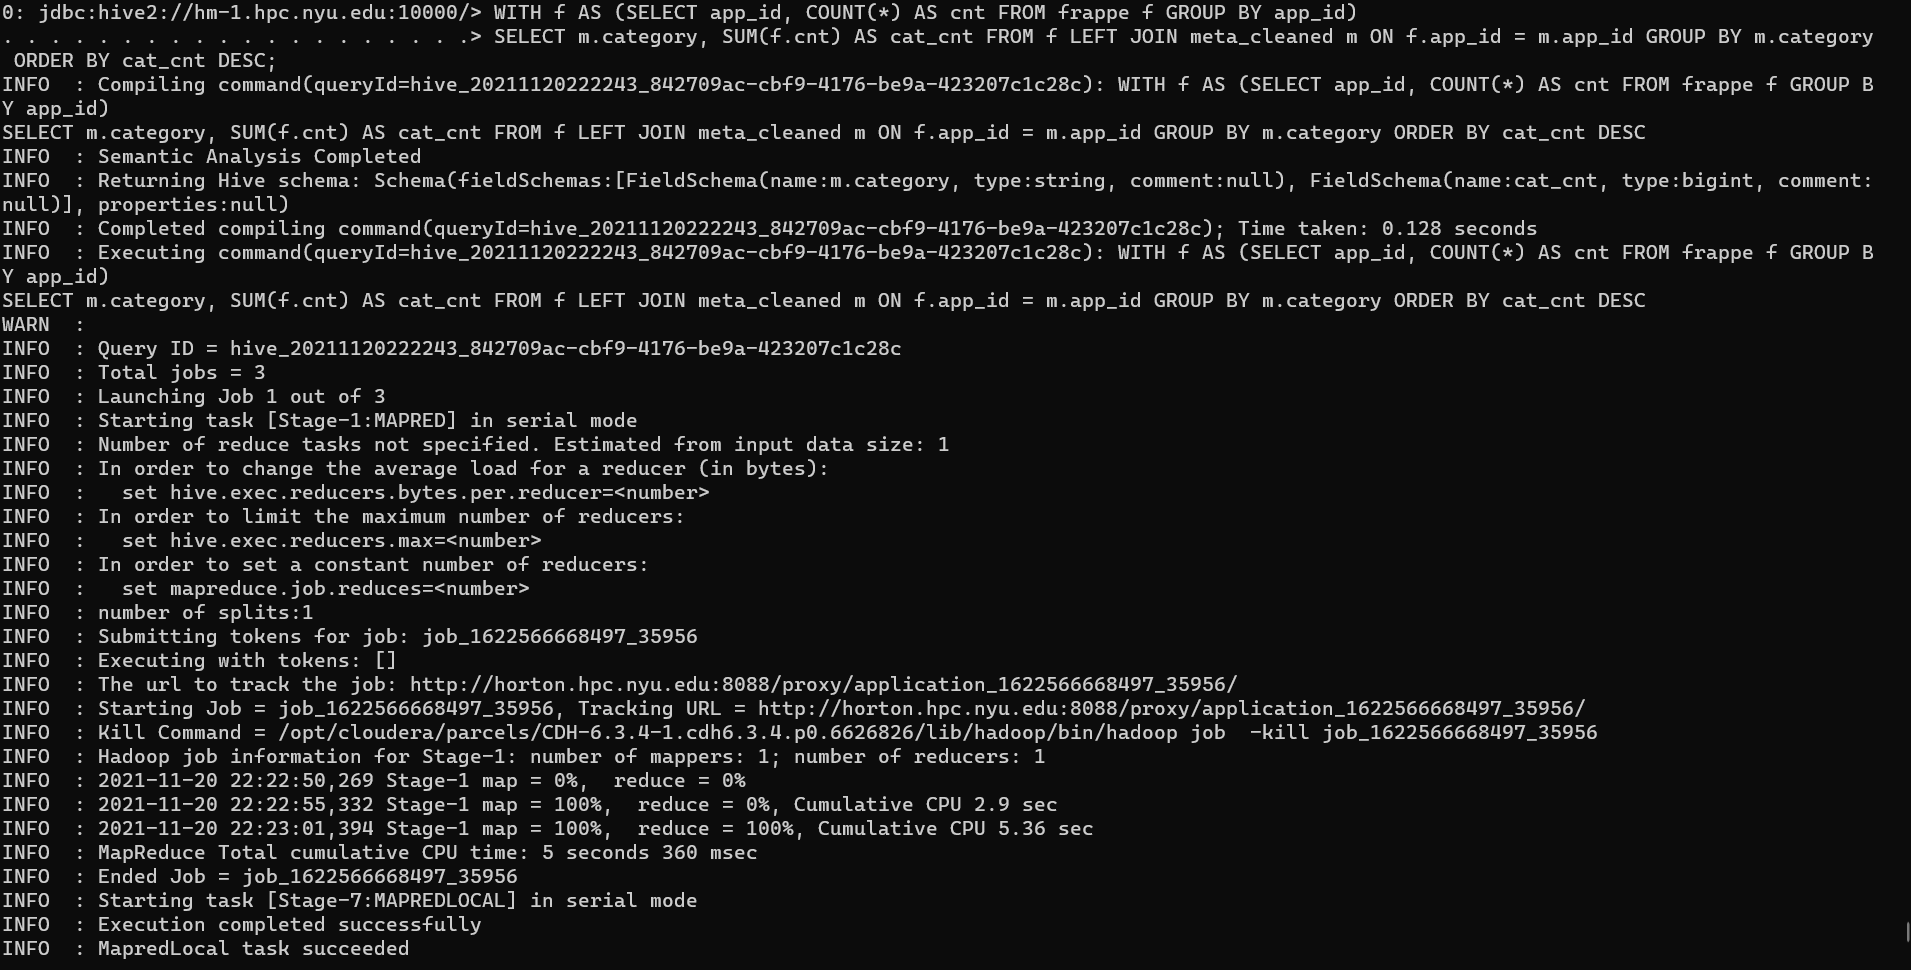 0: jdbc:hive2://hm-1.hpc.nyu.edu:10000/> WITH f AS (SELECT app_id, COUNT(*) AS cnt FROM frappe f GROUP BY app_id)
. . . . . . . . . . . . . . . . . . . .> SELECT m.category, SUM(f.cnt) AS cat_cnt FROM f LEFT JOIN meta_cleaned m ON f.app_id = m.app_id GROUP BY m.category
 ORDER BY cat_cnt DESC;
INFO  : Compiling command(queryId=hive_20211120222243_842709ac-cbf9-4176-be9a-423207c1c28c): WITH f AS (SELECT app_id, COUNT(*) AS cnt FROM frappe f GROUP B
Y app_id)
SELECT m.category, SUM(f.cnt) AS cat_cnt FROM f LEFT JOIN meta_cleaned m ON f.app_id = m.app_id GROUP BY m.category ORDER BY cat_cnt DESC
INFO  : Semantic Analysis Completed
INFO  : Returning Hive schema: Schema(fieldSchemas:[FieldSchema(name:m.category, type:string, comment:null), FieldSchema(name:cat_cnt, type:bigint, comment:
null)], properties:null)
INFO  : Completed compiling command(queryId=hive_20211120222243_842709ac-cbf9-4176-be9a-423207c1c28c); Time taken: 0.128 seconds
INFO  : Executing command(queryId=hive_20211120222243_842709ac-cbf9-4176-be9a-423207c1c28c): WITH f AS (SELECT app_id, COUNT(*) AS cnt FROM frappe f GROUP B
Y app_id)
SELECT m.category, SUM(f.cnt) AS cat_cnt FROM f LEFT JOIN meta_cleaned m ON f.app_id = m.app_id GROUP BY m.category ORDER BY cat_cnt DESC
WARN  :
INFO  : Query ID = hive_20211120222243_842709ac-cbf9-4176-be9a-423207c1c28c
INFO  : Total jobs = 3
INFO  : Launching Job 1 out of 3
INFO  : Starting task [Stage-1:MAPRED] in serial mode
INFO  : Number of reduce tasks not specified. Estimated from input data size: 1
INFO  : In order to change the average load for a reducer (in bytes):
INFO  :   set hive.exec.reducers.bytes.per.reducer=<number>
INFO  : In order to limit the maximum number of reducers:
INFO  :   set hive.exec.reducers.max=<number>
INFO  : In order to set a constant number of reducers:
INFO  :   set mapreduce.job.reduces=<number>
INFO  : number of splits:1
INFO  : Submitting tokens for job: job_1622566668497_35956
INFO  : Executing with tokens: []
INFO  : The url to track the job: http://horton.hpc.nyu.edu:8088/proxy/application_1622566668497_35956/
INFO  : Starting Job = job_1622566668497_35956, Tracking URL = http://horton.hpc.nyu.edu:8088/proxy/application_1622566668497_35956/
INFO  : Kill Command = /opt/cloudera/parcels/CDH-6.3.4-1.cdh6.3.4.p0.6626826/lib/hadoop/bin/hadoop job  -kill job_1622566668497_35956
INFO  : Hadoop job information for Stage-1: number of mappers: 1; number of reducers: 1
INFO  : 2021-11-20 22:22:50,269 Stage-1 map = 0%,  reduce = 0%
INFO  : 2021-11-20 22:22:55,332 Stage-1 map = 100%,  reduce = 0%, Cumulative CPU 2.9 sec
INFO  : 2021-11-20 22:23:01,394 Stage-1 map = 100%,  reduce = 100%, Cumulative CPU 5.36 sec
INFO  : MapReduce Total cumulative CPU time: 5 seconds 360 msec
INFO  : Ended Job = job_1622566668497_35956
INFO  : Starting task [Stage-7:MAPREDLOCAL] in serial mode
INFO  : Execution completed successfully
INFO  : MapredLocal task succeeded